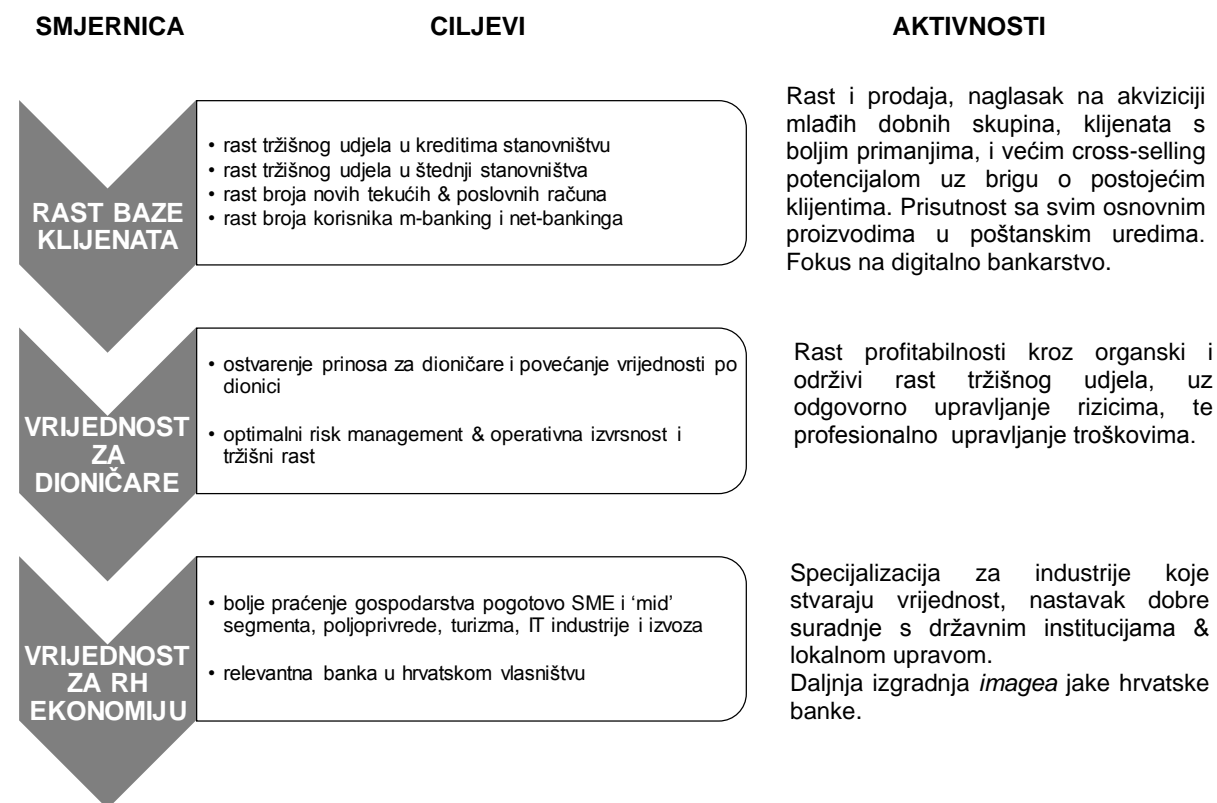 SMJERNICA
CILJEVI
AKTIVNOSTI
RAST BAZE
KLIJENATA
• rast tržišnog udjela u kreditima stanovništvu
• rast tržišnog udjela u štednji stanovništva
• rast broja novih tekućih & poslovnih računa
• rast broja korisnika m-banking i net-bankinga
Rast i prodaja, naglasak na akviziciji
mlađih dobnih skupina, klijenata s
boljim primanjima, i većim cross-selling
potencijalom uz brigu o postojećim
klijentima. Prisutnost sa svim osnovnim
proizvodima u poštanskim uredima.
Fokus na digitalno bankarstvo.
VRIJEDNOST
ZA
DIONIČARE
• ostvarenje prinosa za dioničare i povećanje vrijednosti po
dionici
• optimalni risk management & operativna izvrsnost i
tržišni rast
Rast profitabilnosti kroz organski i
održivi rast tržišnog udjela, uz
odgovorno upravljanje rizicima, te
profesionalno upravljanje troškovima.
VRIJEDNOST
ZA RH
EKONOMIJU
• bolje praćenje gospodarstva pogotovo SME i ‘mid’
segmenta, poljoprivrede, turizma, IT industrije i izvoza
• relevantna banka u hrvatskom vlasništvu
Specijalizacija za industrije koje
stvaraju vrijednost, nastavak dobre
suradnje s državnim institucijama &
lokalnom upravom.
Daljnja izgradnja imagea jake hrvatske
banke.